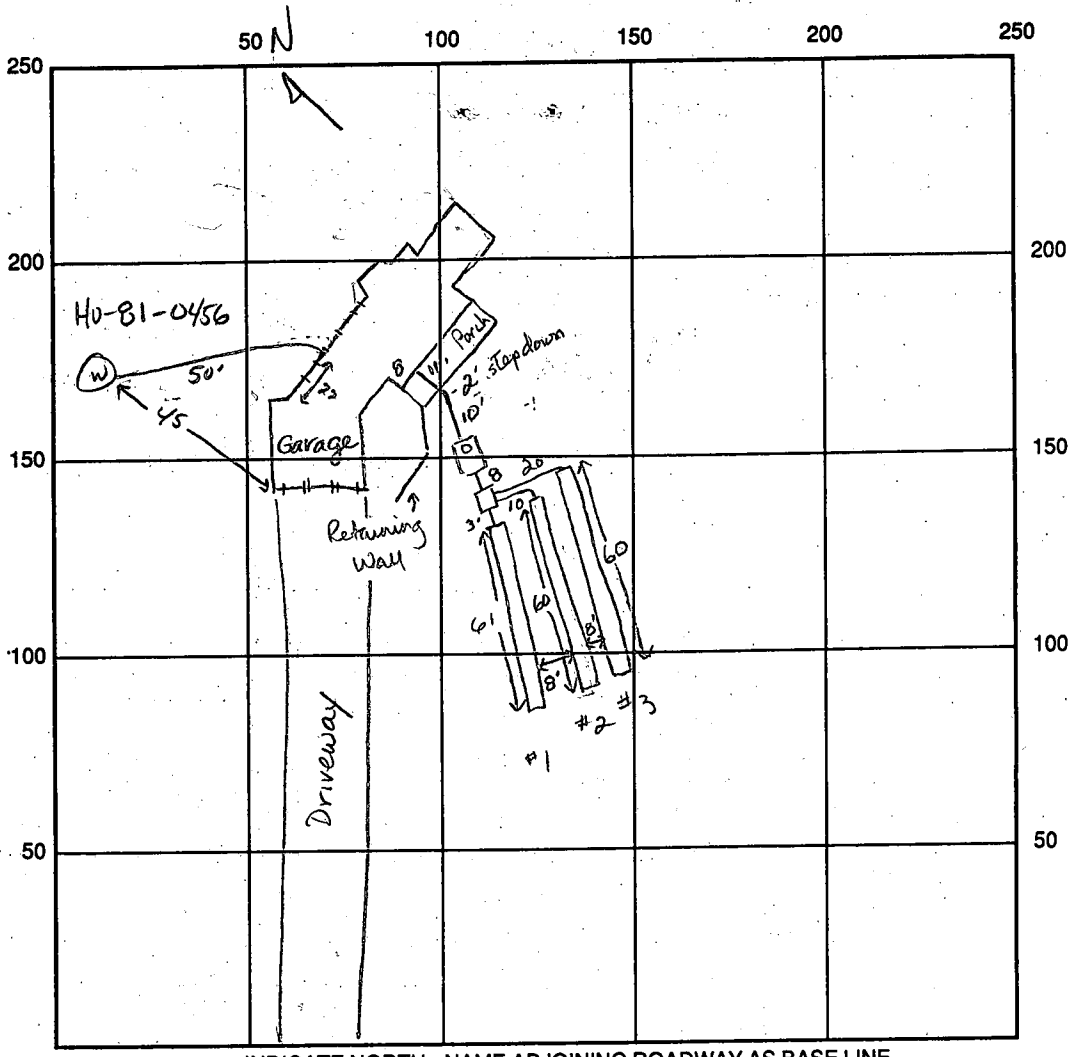 50 N 100 150 200 250
250
200 200
HO-81-0456
W
50'
22
45
8
Porch
2' stepdown
10'
150 150
Garage
8
20
10
3'
Retaining
Wall
61
60
60
8'
8'
100 100
#1
#2
#3
Driveway
50 50
INDICATE NORTH - NAME ADJOINING ROADWAY AS BASE LINE